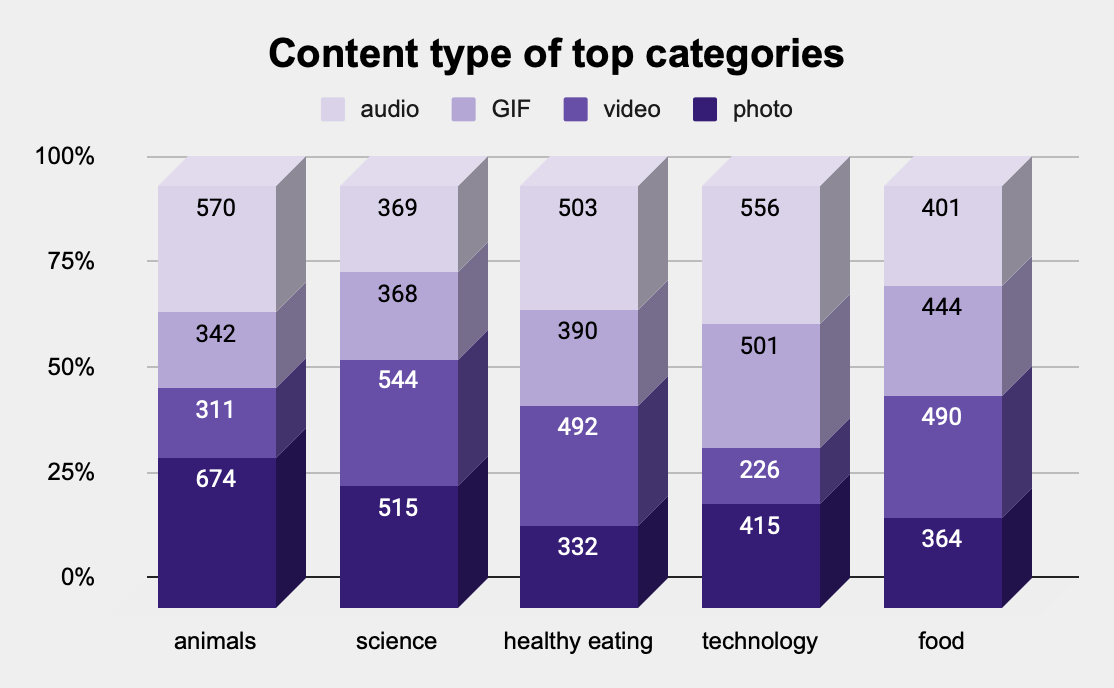 Content type of top categories
audio GIF video photo
100%
75%
50%
25%
0%
570 369 503 556 401
342 368 390 501 444
311 544 492 226 490
674 515 332 415 364
animals science healthy eating technology food